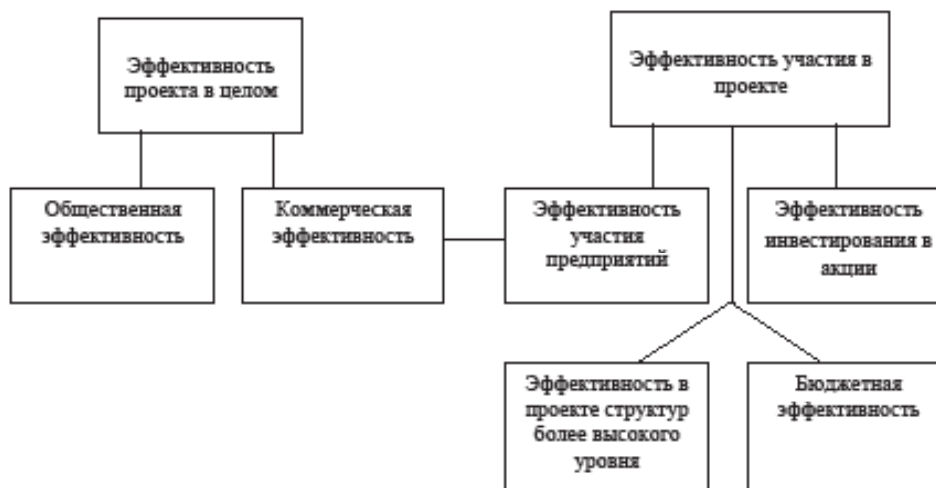 Эффективность
проекта в целом
Эффективность участия в
проекте
Общественная
эффективность
Коммерческая
эффективность
Эффективность
участия
предприятий
Эффективность
инвестирования в
акции
Эффективность в
проекте структур
более высокого
уровня
Бюджетная
эффективность